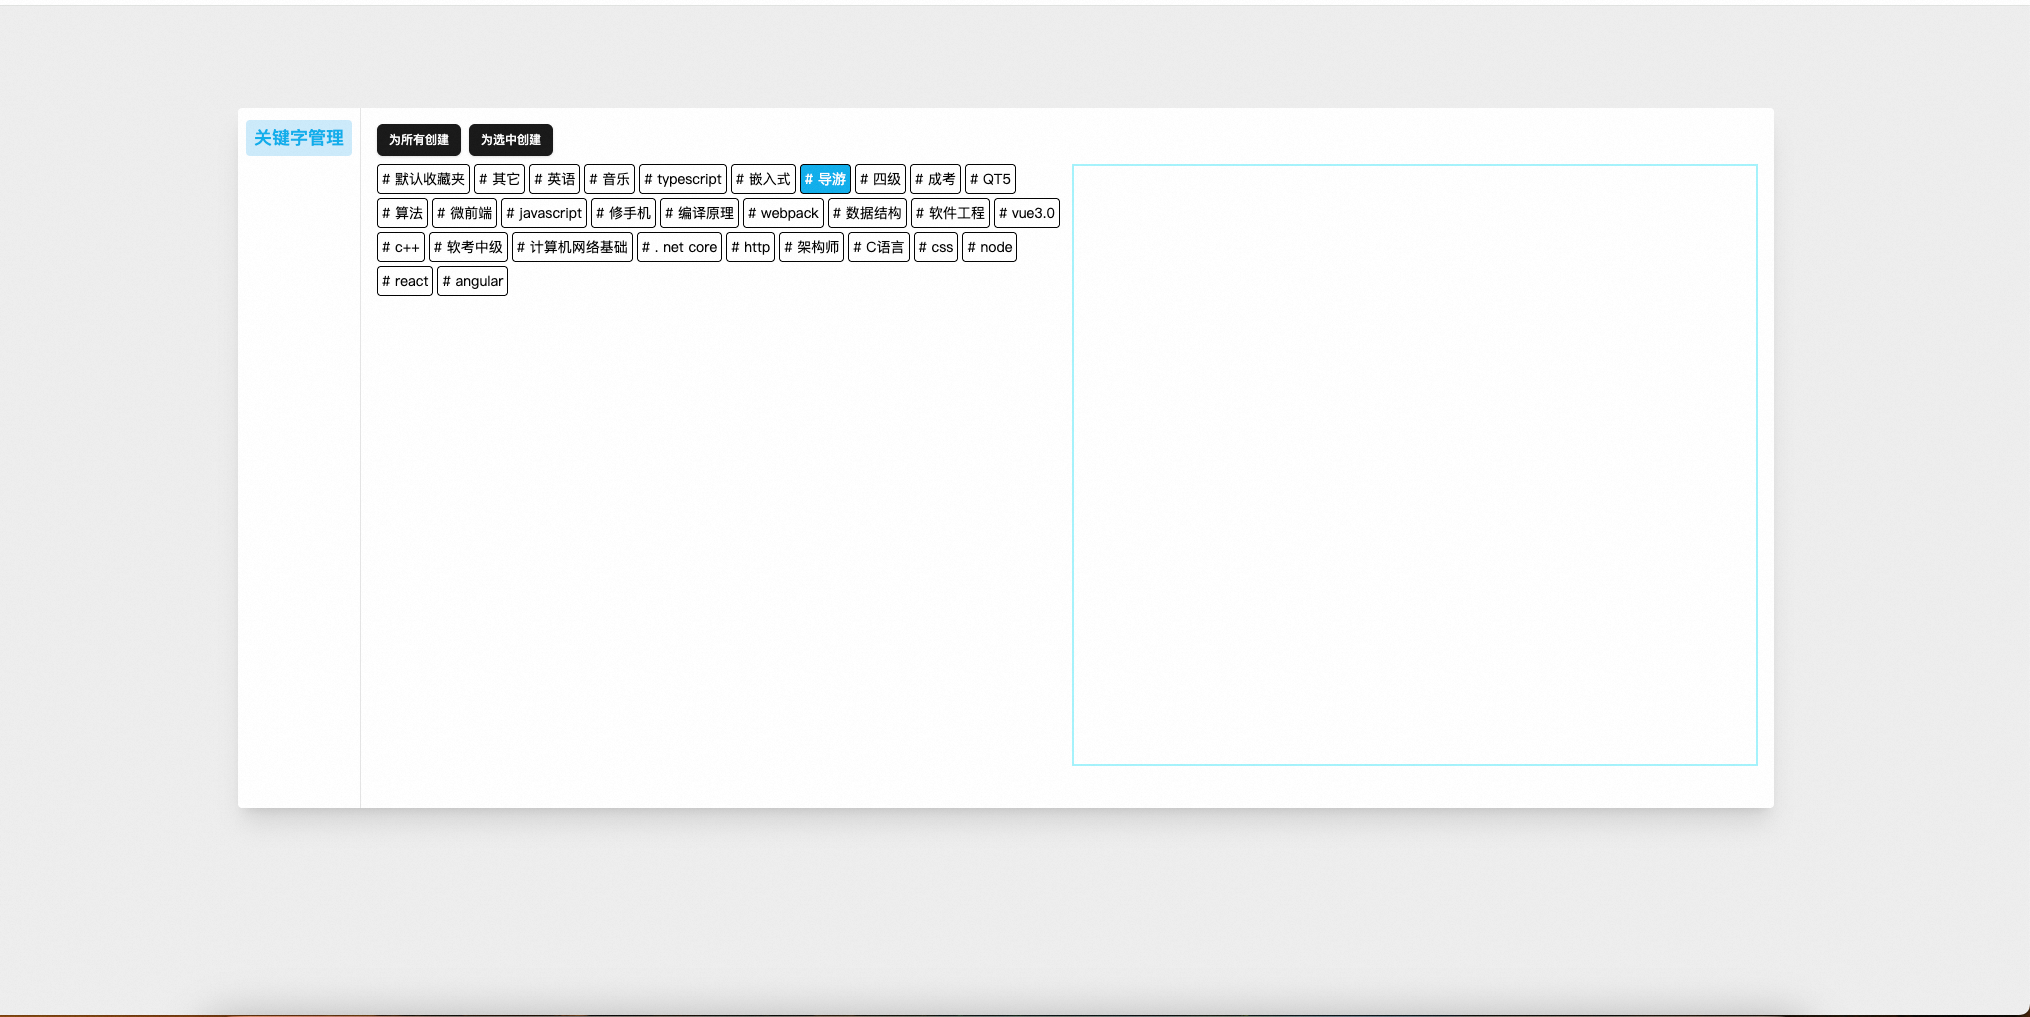 关键字管理
为所有创建 为选中创建
# 默认收藏夹 # 其它 # 英语 # 音乐 # typescript # 嵌入式 # 导游 # 四级 # 成考 # QT5
# 算法 # 微前端 # javascript # 修手机 # 编译原理 # webpack # 数据结构 # 软件工程 # vue3.0
# c++ # 软考中级 # 计算机网络基础 # . net core # http # 架构师 # C语言 # css # node
# react # angular